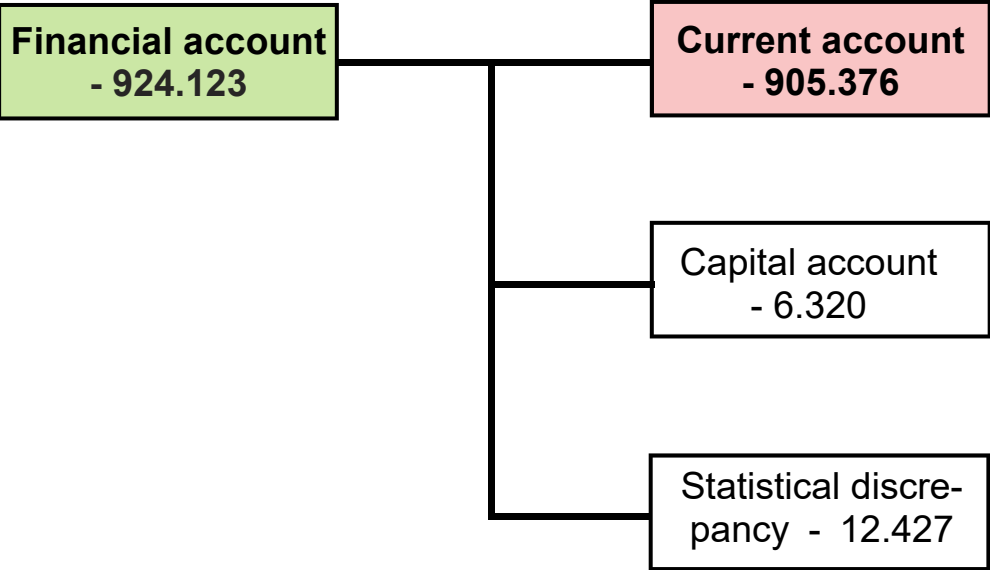 Financial account
- 924.123
Current account
- 905.376
Capital account
- 6.320
Statistical discre-
pancy - 12.427